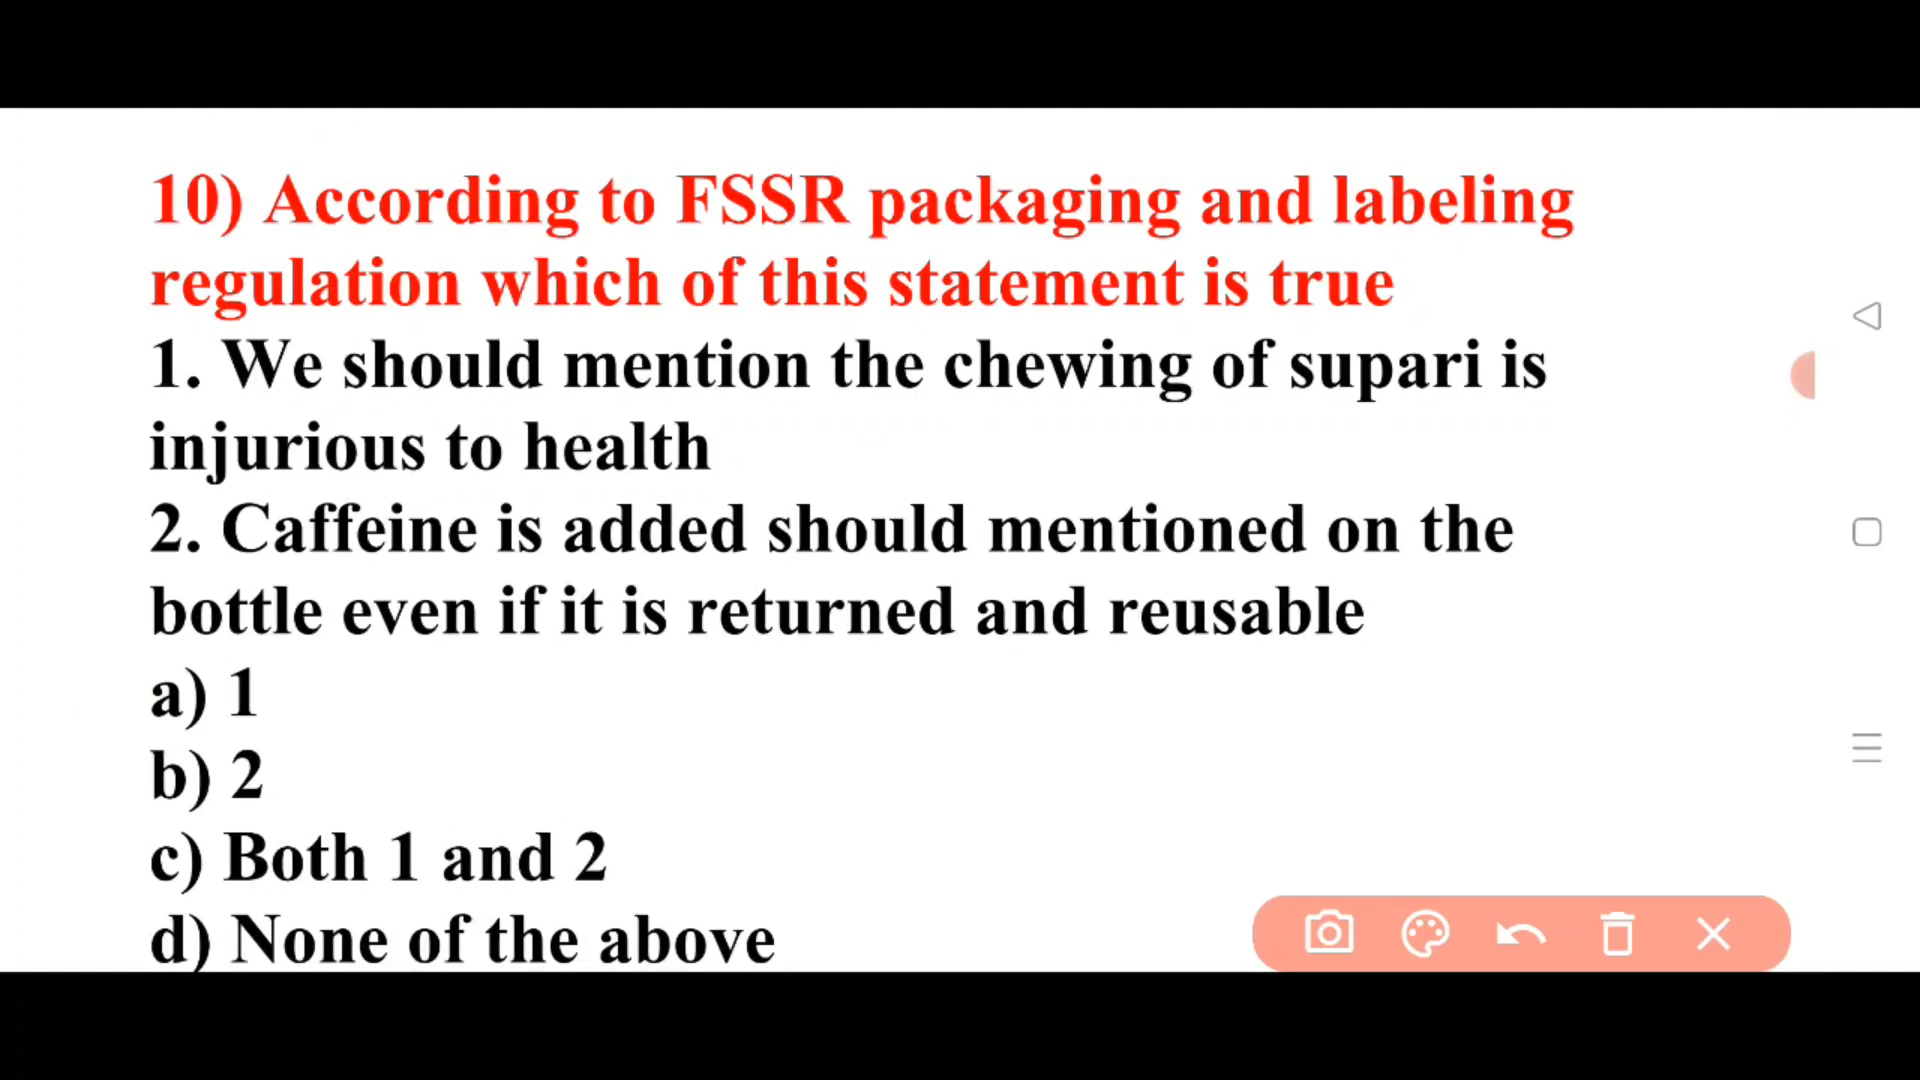 10) According to FSSR packaging and labeling
regulation which of this statement is true
1. We should mention the chewing of supari is
injurious to health
2. Caffeine is added should mentioned on the
bottle even if it is returned and reusable
a) 1
b) 2
c) Both 1 and 2
d) None of the above